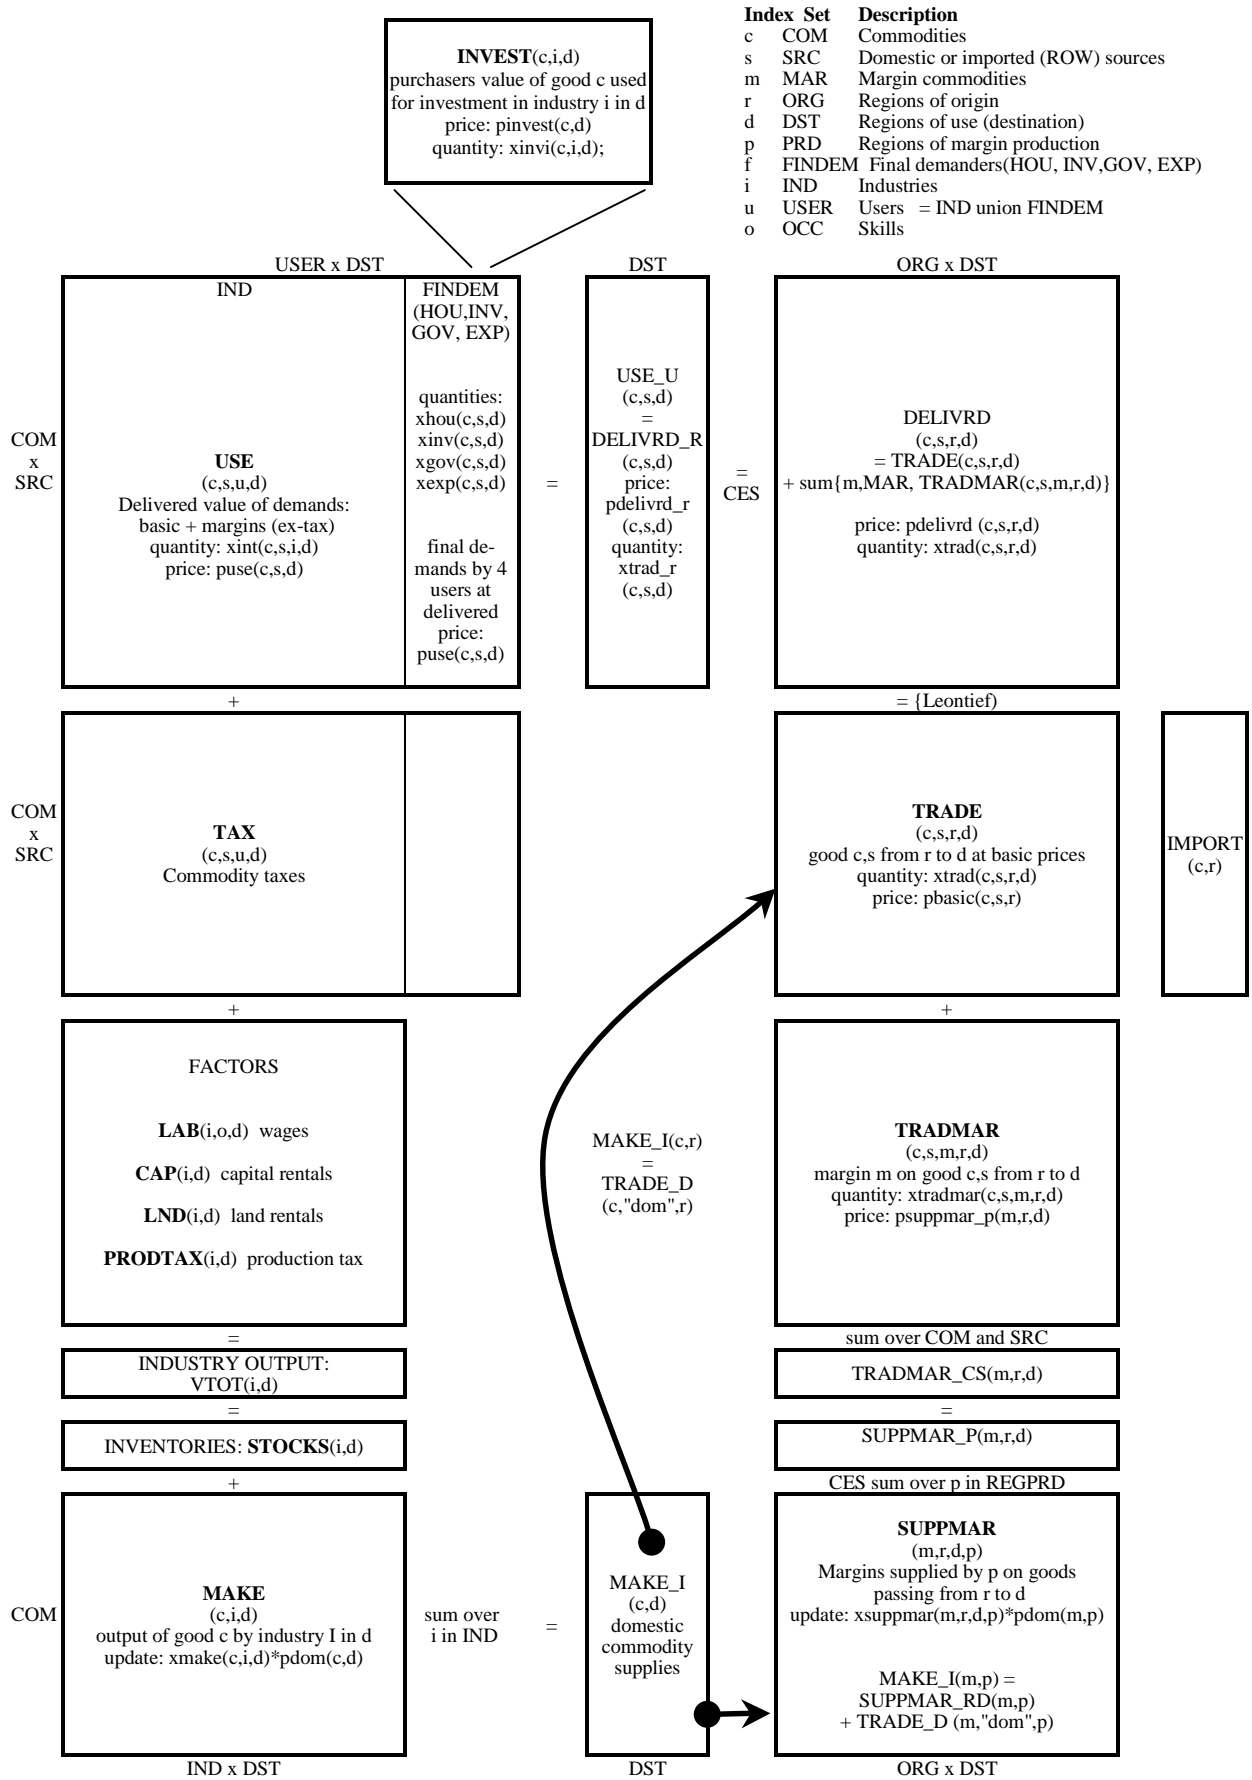 Index Set Description
c COM Commodities
s SRC Domestic or imported (ROW) sources
m MAR Margin commodities
r ORG Regions of origin
d DST Regions of use (destination)
p PRD Regions of margin production
f FINDEM Final demanders(HOU, INV,GOV, EXP)
i IND Industries
u USER Users = IND union FINDEM
o OCC Skills
INVEST(c,i,d)
purchasers value of good c used
for investment in industry i in d
price: pinvest(c,d)
quantity: xinvi(c,i,d);
USER x DST
DST
ORG x DST
COM
x
SRC
IND
USE
(c,s,u,d)
Delivered value of demands:
basic + margins (ex-tax)
quantity: xint(c,s,i,d)
price: puse(c,s,d)
FINDEM
(HOU,INV,
GOV, EXP)
quantities:
xhou(c,s,d)
xinv(c,s,d)
xgov(c,s,d)
xexp(c,s,d)
final de-
mands by 4
users at
delivered
price:
puse(c,s,d)
=
USE_U
(c,s,d)
=
DELIVRD_R
(c,s,d)
price:
pdelivrd_r
(c,s,d)
quantity:
xtrad_r
(c,s,d)
=
CES
DELIVRD
(c,s,r,d)
= TRADE(c,s,r,d)
+ sum{m,MAR, TRADMAR(c,s,m,r,d)}
price: pdelivrd (c,s,r,d)
quantity: xtrad(c,s,r,d)
+
= {Leontief)
COM
x
SRC
TAX
(c,s,u,d)
Commodity taxes
TRADE
(c,s,r,d)
good c,s from r to d at basic prices
quantity: xtrad(c,s,r,d)
price: pbasic(c,s,r)
IMPORT
(c,r)
+
+
FACTORS
LAB(i,o,d) wages
CAP(i,d) capital rentals
LND(i,d) land rentals
PRODTAX(i,d) production tax
MAKE_I(c,r)
=
TRADE_D
(c,"dom",r)
TRADMAR
(c,s,m,r,d)
margin m on good c,s from r to d
quantity: xtradmar(c,s,m,r,d)
price: psuppmar_p(m,r,d)
=
sum over COM and SRC
INDUSTRY OUTPUT:
VTOT(i,d)
TRADMAR_CS(m,r,d)
=
=
INVENTORIES: STOCKS(i,d)
SUPPMAR_P(m,r,d)
+
CES sum over p in REGPRD
COM
MAKE
(c,i,d)
output of good c by industry I in d
update: xmake(c,i,d)*pdom(c,d)
sum over
i in IND
=
MAKE_I
(c,d)
domestic
commodity
supplies
SUPPMAR
(m,r,d,p)
Margins supplied by p on goods
passing from r to d
update: xsuppmar(m,r,d,p)*pdom(m,p)
MAKE_I(m,p) =
SUPPMAR_RD(m,p)
+ TRADE_D (m,"dom",p)
IND x DST
DST
ORG x DST